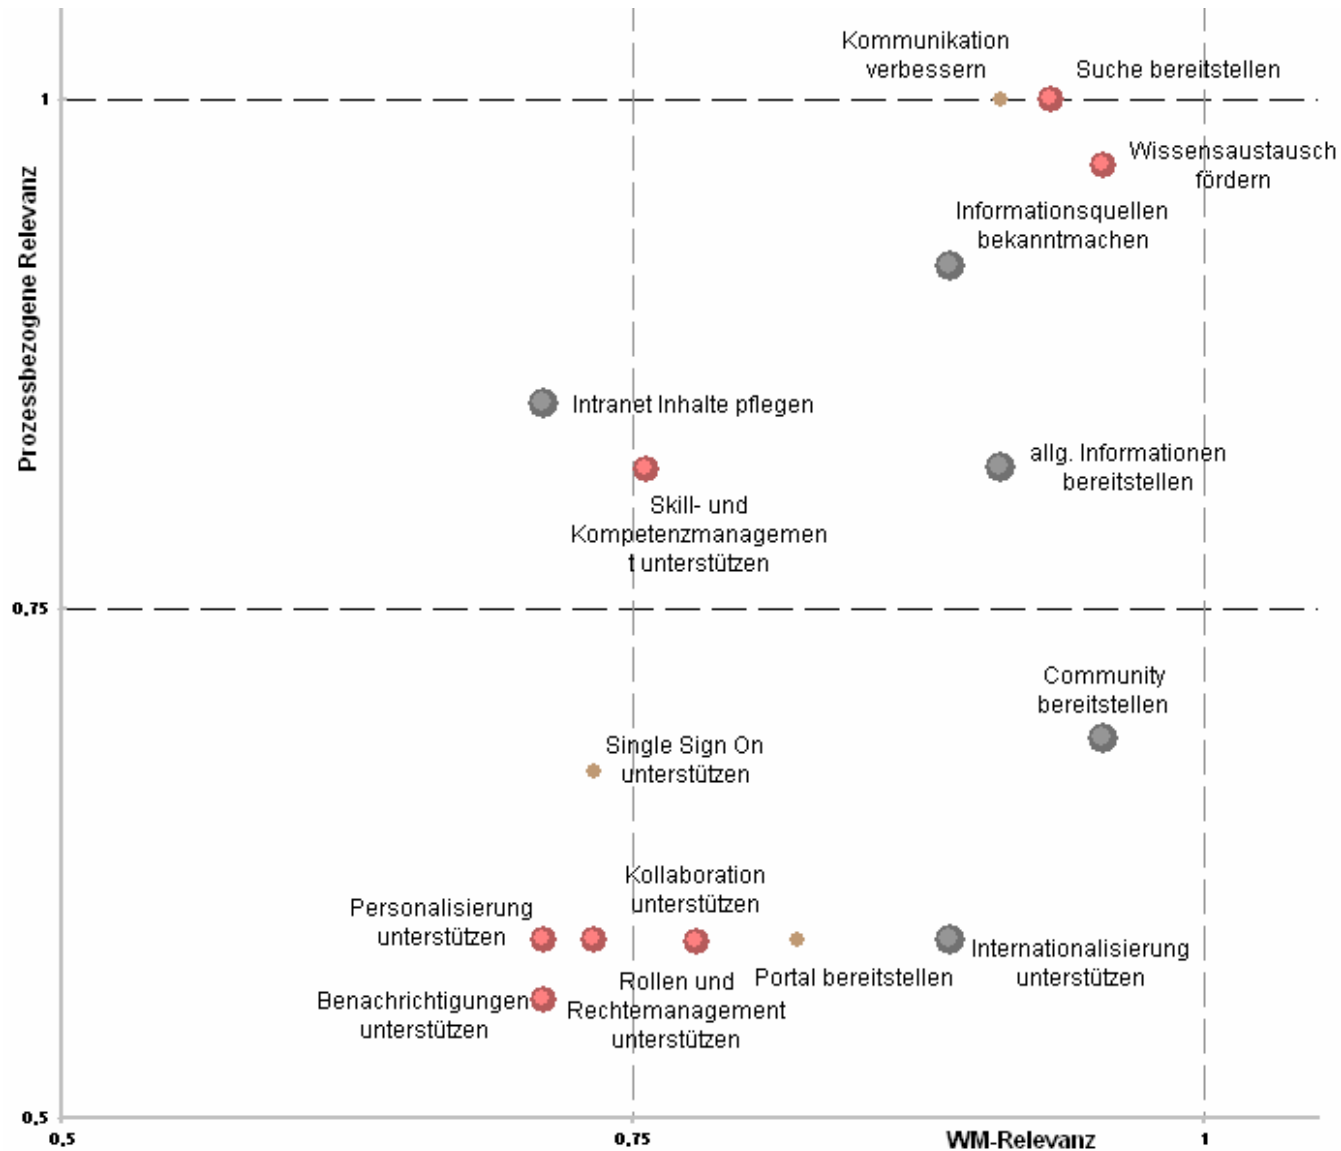 Kommunikation
verbessern
Suche bereitstellen
1
Wissensaustausch
fördern
Prozessbezogene Relevanz
Informationsquellen
bekanntmachen
Intranet Inhalte pflegen
allg. Informationen
bereitstellen
Skill- und
Kompetenzmanagemen
t unterstützen
0,75
Community
bereitstellen
Single Sign On
unterstützen
Kollaboration
unterstützen
Personalisierung
unterstützen
Internationalisierung
unterstützen
Portal bereitstellen
Rollen und
Rechtemanagement
unterstützen
Benachrichtigungen
unterstützen
0,5
0,5
0,75
WM-Relevanz
1